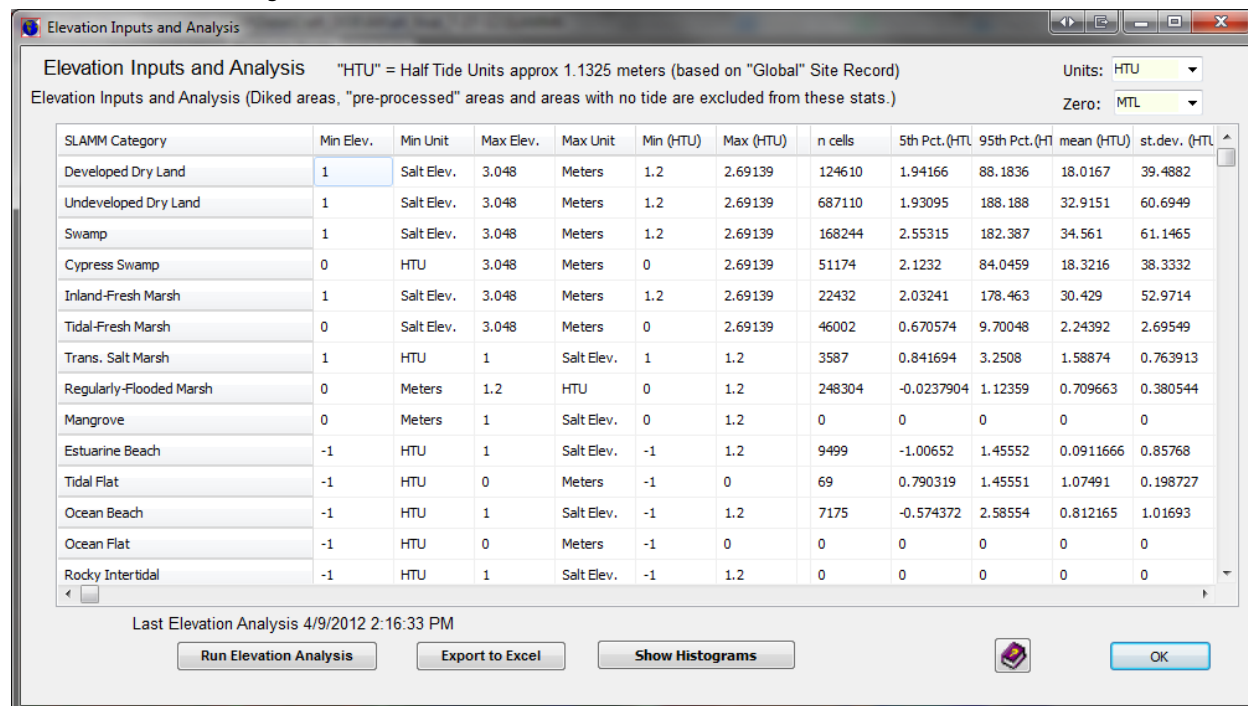 Elevation Inputs and Analysis
Elevation Inputs and Analysis "HTU" = Half Tide Units approx 1.1325 meters (based on "Global" Site Record) Units: HTU
Elevation Inputs and Analysis (Diked areas, "pre-processed" areas and areas with no tide are excluded from these stats.) Zero: MTL
SLAMM Category Min Elev. Min Unit Max Elev. Max Unit Min (HTU) Max (HTU) n cells 5th Pct.(HTU 95th Pct.(HT mean (HTU) st.dev. (HTU
Developed Dry Land 1 Salt Elev. 3.048 Meters 1.2 2.69139 124610 1.94166 88.1836 18.0167 39.4882
Undeveloped Dry Land 1 Salt Elev. 3.048 Meters 1.2 2.69139 687110 1.93095 188.188 32.9151 60.6949
Swamp 1 Salt Elev. 3.048 Meters 1.2 2.69139 168244 2.55315 182.387 34.561 61.1465
Cypress Swamp 0 HTU 3.048 Meters 0 2.69139 51174 2.1232 84.0459 18.3216 38.3332
Inland-Fresh Marsh 1 Salt Elev. 3.048 Meters 1.2 2.69139 22432 2.03241 178.463 30.429 52.9714
Tidal-Fresh Marsh 0 Salt Elev. 3.048 Meters 0 2.69139 46002 0.670574 9.70048 2.24392 2.69549
Trans. Salt Marsh 1 HTU 1 Salt Elev. 1 1.2 3587 0.841694 3.2508 1.58874 0.763913
Regularly-Flooded Marsh 0 Meters 1.2 HTU 0 1.2 248304 -0.0237904 1.12359 0.709663 0.380544
Mangrove 0 Meters 1 Salt Elev. 0 1.2 0 0 0 0 0
Estuarine Beach -1 HTU 1 Salt Elev. -1 1.2 9499 -1.00652 1.45552 0.0911666 0.85768
Tidal Flat -1 HTU 0 Meters -1 0 69 0.790319 1.45551 1.07491 0.198727
Ocean Beach -1 HTU 1 Salt Elev. -1 1.2 7175 -0.574372 2.58554 0.812165 1.01693
Ocean Flat -1 HTU 0 Meters -1 0 0 0 0 0 0
Rocky Intertidal -1 HTU 1 Salt Elev. -1 1.2 0 0 0 0 0
Last Elevation Analysis 4/9/2012 2:16:33 PM
Run Elevation Analysis Export to Excel Show Histograms OK